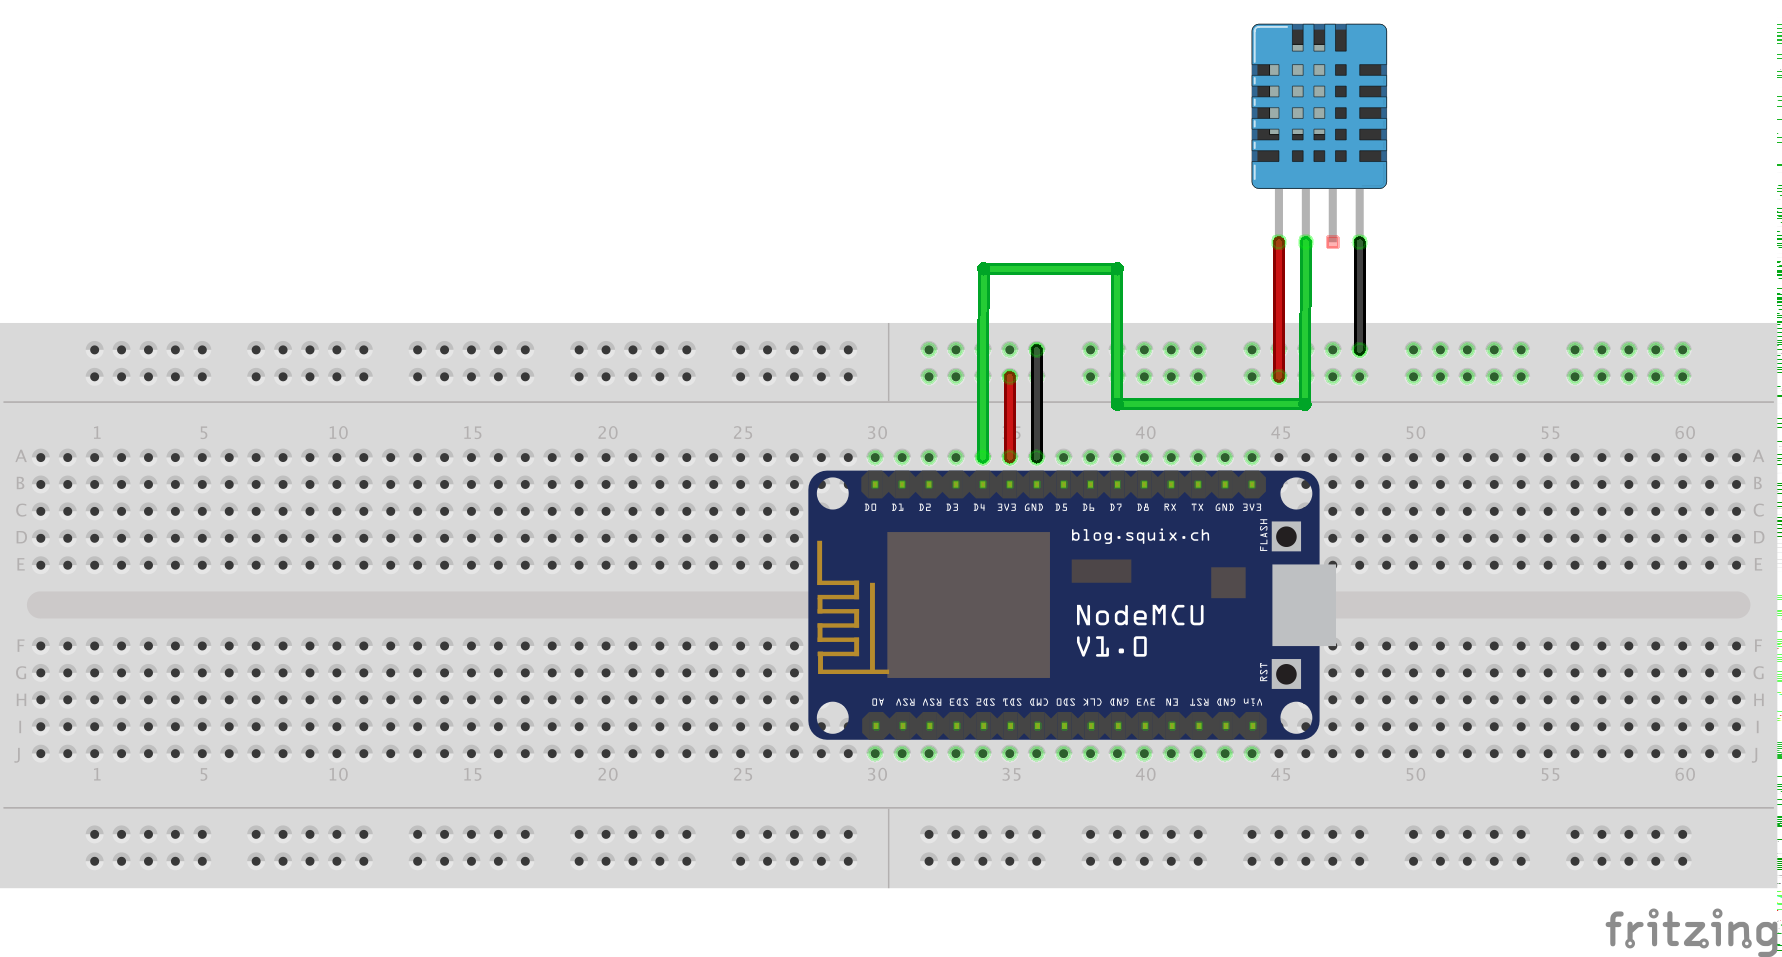 1 5 10 15 20 25 30 35 40 45 50 55 60
A A
B B
C C
D D
E E
D0 D1 D2 D3 D4 3V3 GND D5 D6 D7 D8 RX TX GND 3V3
blog.squix.ch
FLASH
NodeMCU
V1.0
RST
F F
G G
H H
I I
J J
A0 RSV RSV SD3 SD2 SD1 CMD SD0 CLK GND 3V3 EN RST GND Vin
1 5 10 15 20 25 30 35 40 45 50 55 60
fritzing